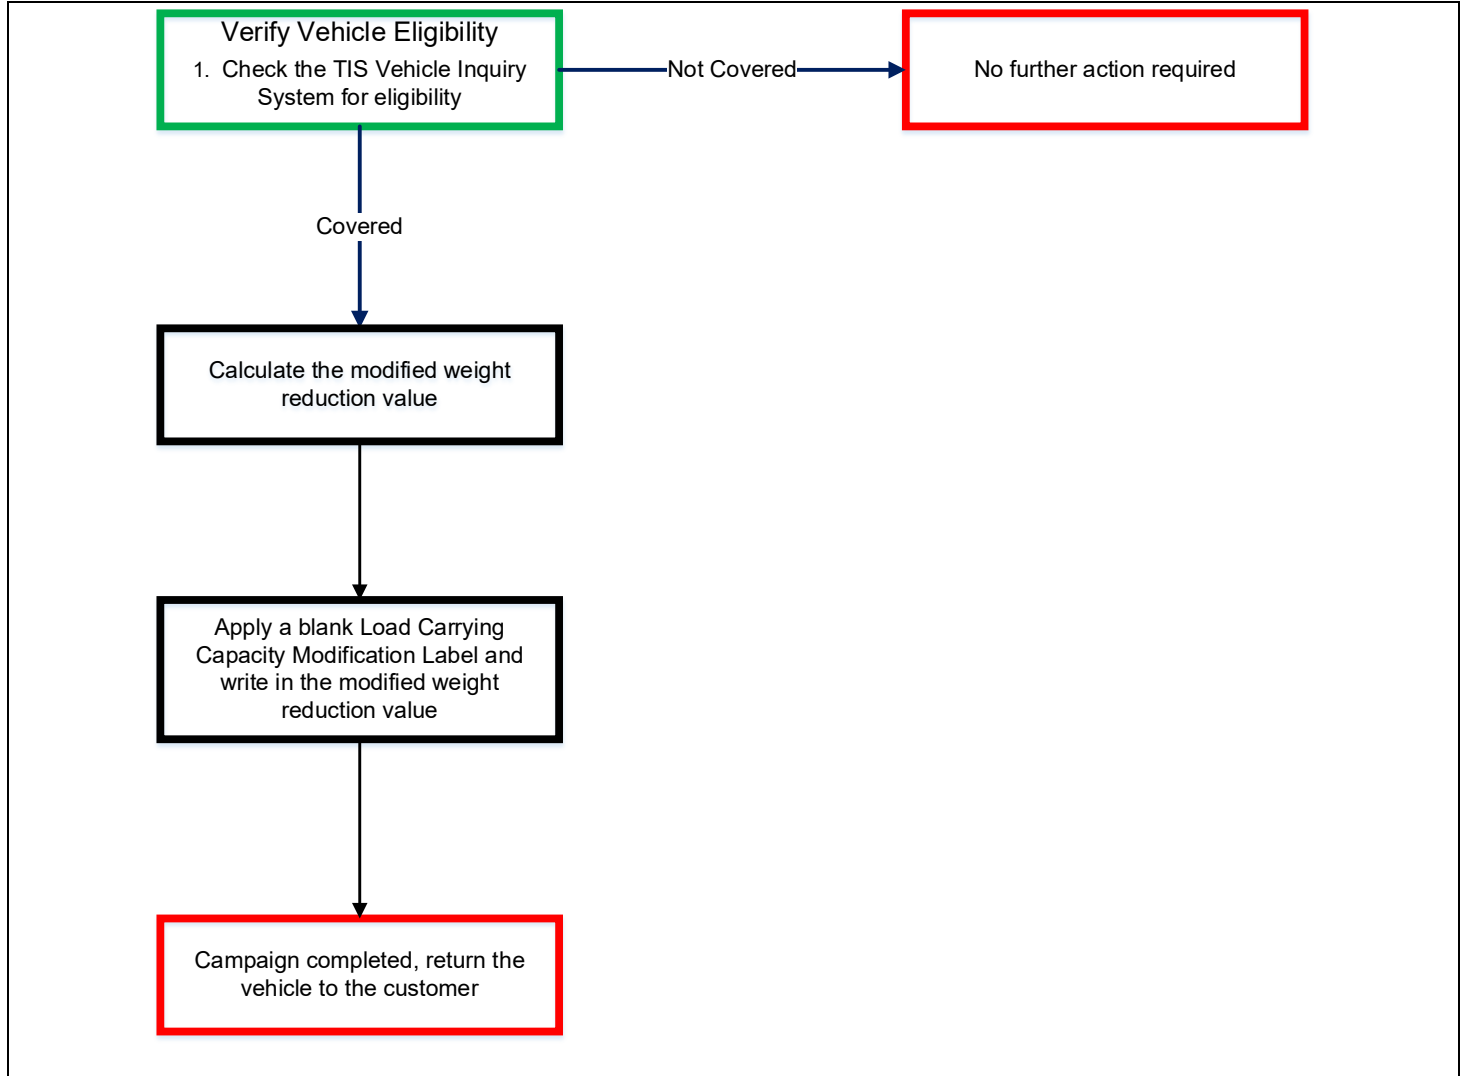 Verify Vehicle Eligibility
1. Check the TIS Vehicle Inquiry
System for eligibility
Not Covered
No further action required
Covered
Calculate the modified weight
reduction value
Apply a blank Load Carrying
Capacity Modification Label and
write in the modified weight
reduction value
Campaign completed, return the
vehicle to the customer